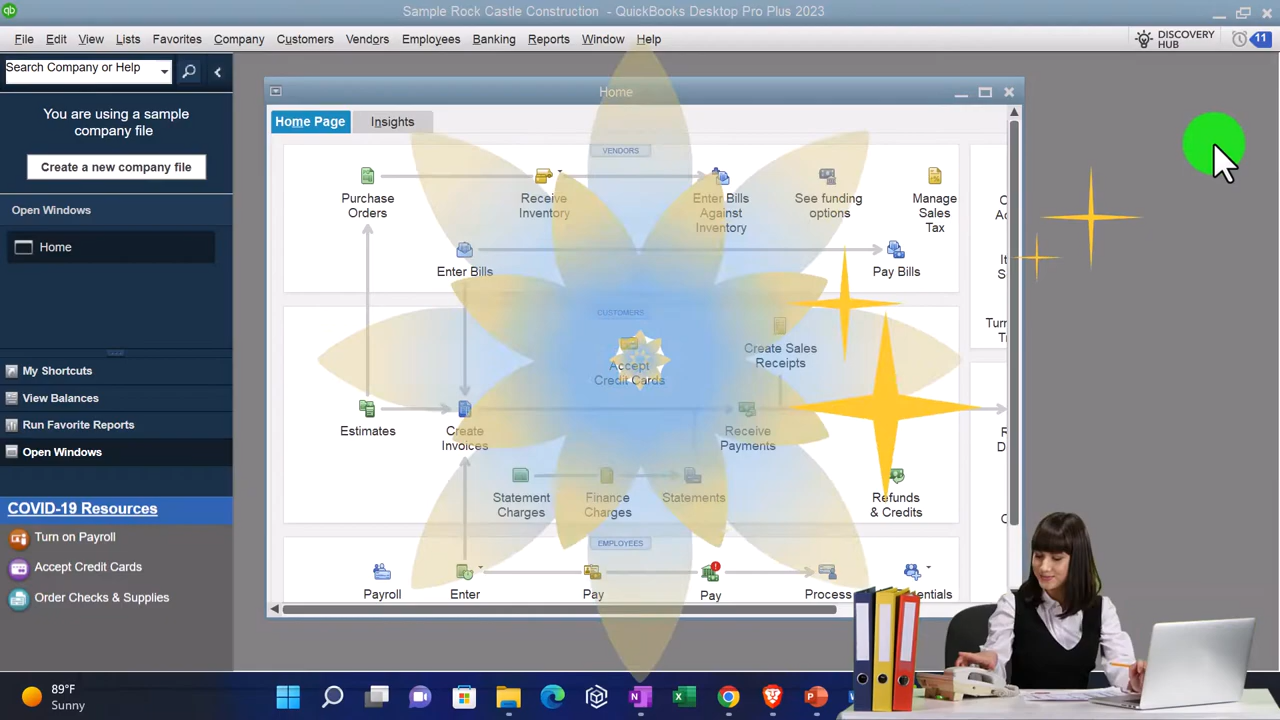 qb
Sample Rock Castle Construction - QuickBooks Desktop Pro Plus 2023
File Edit View Lists Favorites Company Customers Vendors Employees Banking Reports Window Help
DISCOVERY
HUB
11
Search Company or Help
You are using a sample
company file
Create a new company file
Open Windows
Home
My Shortcuts
View Balances
Run Favorite Reports
Open Windows
COVID-19 Resources
Turn on Payroll
Accept Credit Cards
Order Checks & Supplies
Home
Home Page
Insights
VENDORS
Purchase
Orders
Receive
Inventory
Enter Bills
Against
Inventory
See funding
options
Manage
Sales
Tax
Enter Bills
Pay Bills
CUSTOMERS
Accept
Credit Cards
Create Sales
Receipts
Estimates
Create
Invoices
Receive
Payments
Statement
Charges
Finance
Charges
Statements
Refunds
& Credits
EMPLOYEES
Payroll
Enter
Pay
Pay
Process
89°F
Sunny